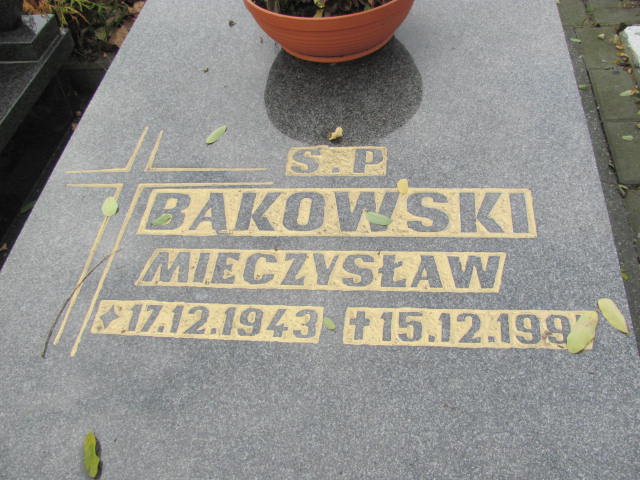 Ś.P
BAKOWSKI
MIECZYSŁAW
17.12.1943